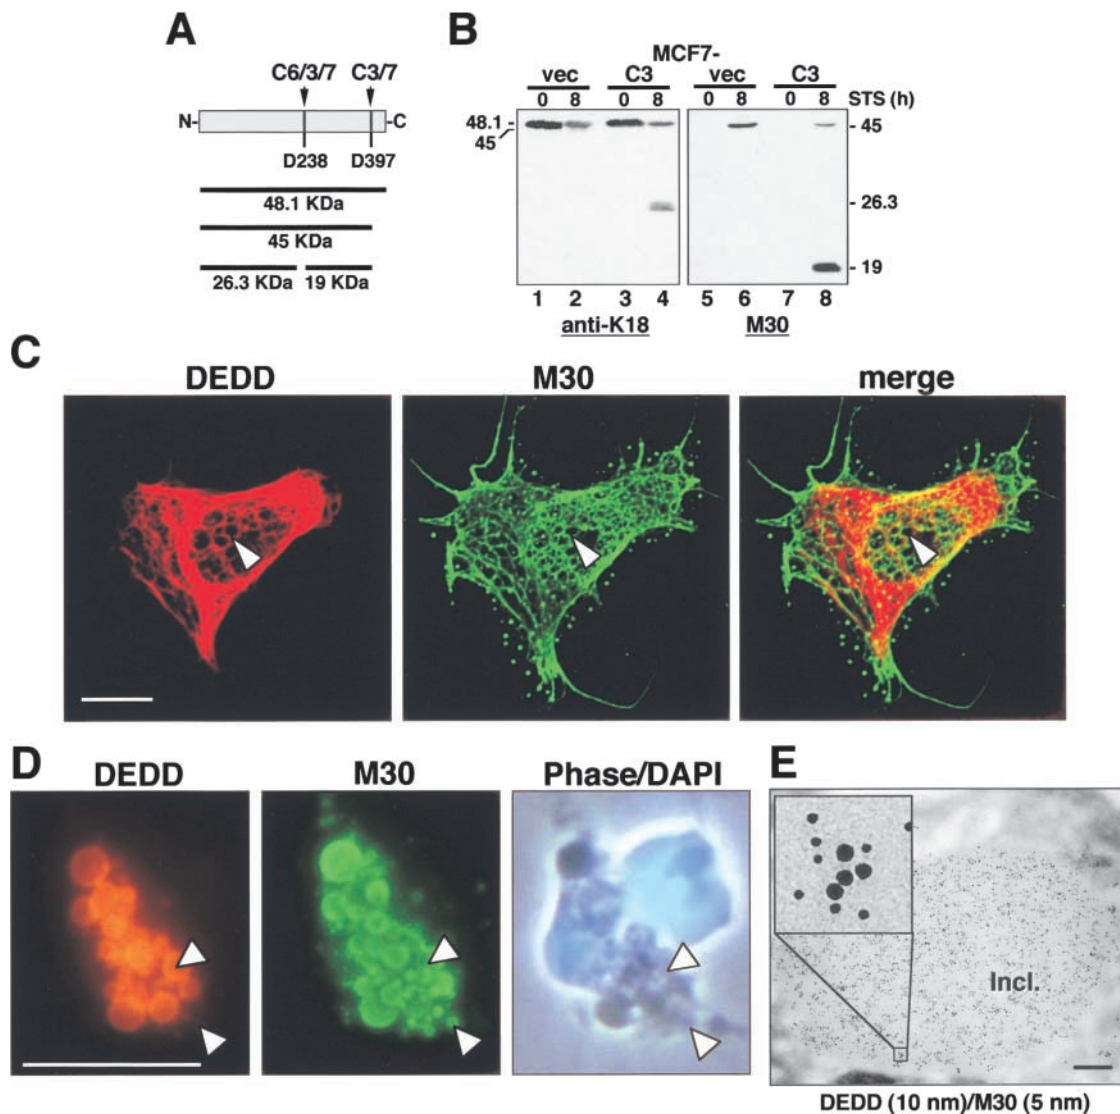 A
C6/3/7 C3/7
N- -C
D238 D397
48.1 KDa
45 KDa
26.3 KDa 19 KDa
B
MCF7-
vec C3 vec C3
0 8 0 8 0 8 0 8 STS (h)
48.1 - - 45
45
- 26.3
- 19
1 2 3 4 5 6 7 8
anti-K18 M30
C
DEDD M30 merge
D
DEDD M30 Phase/DAPI
E
Incl.
DEDD (10 nm)/M30 (5 nm)